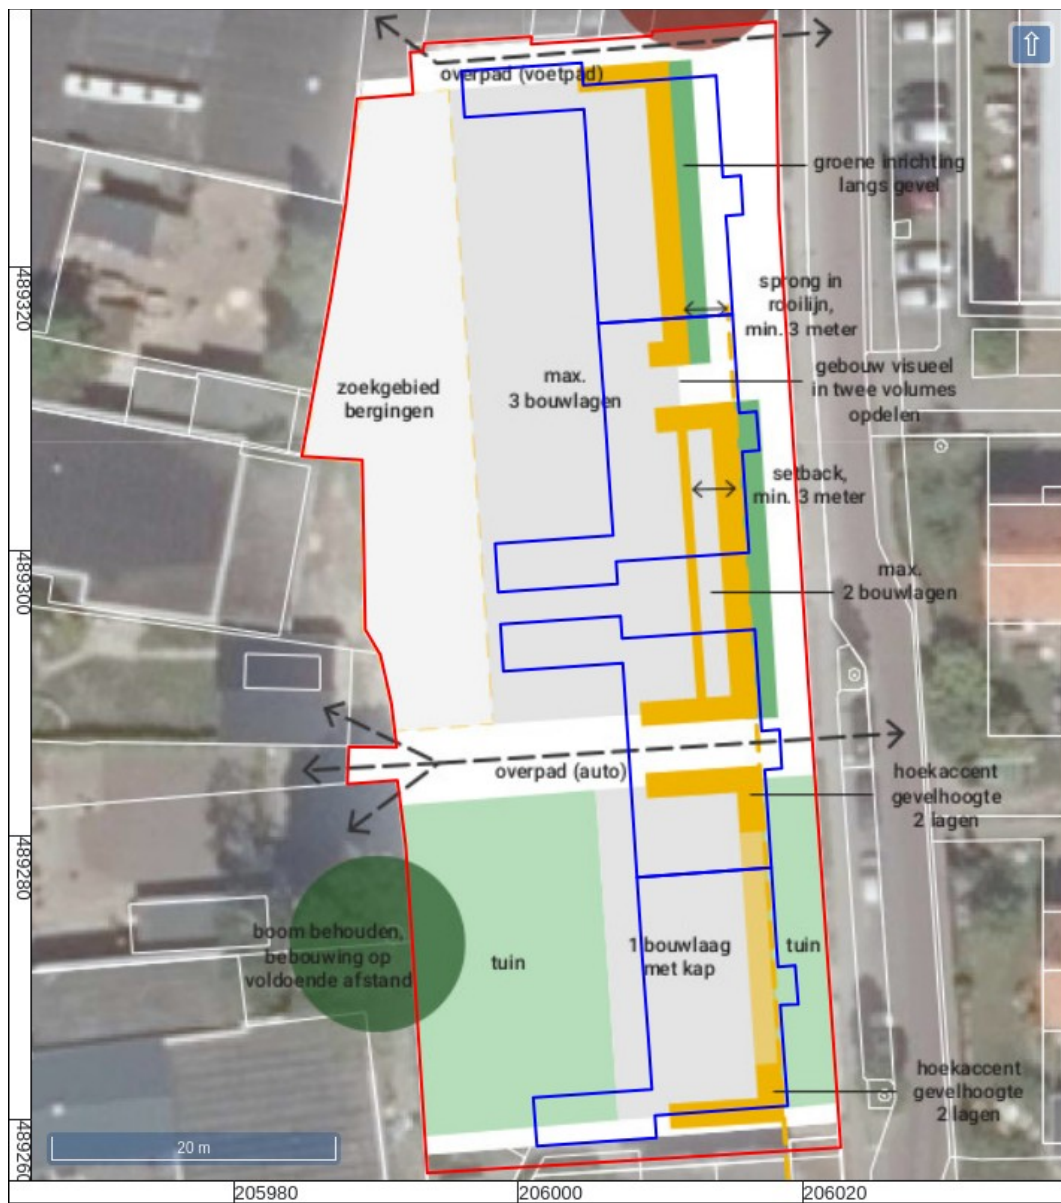 overpad (voetpad)
groene inrichting
langs gevel
sprong in
rooilijn,
min. 3 meter
gebouw visueel
in twee volumes
opdelen
zoekgebied
bergingen
max.
3 bouwlagen
setback,
min. 3 meter
max.
2 bouwlagen
overpad (auto)
hoekaccent
gevelhoogte
2 lagen
boom behouden,
bebouwing op
voldoende afstand
tuin
1 bouwlaag
met kap
tuin
hoekaccent
gevelhoogte
2 lagen
20 m
489320
489300
489280
489260
205980
206000
206020